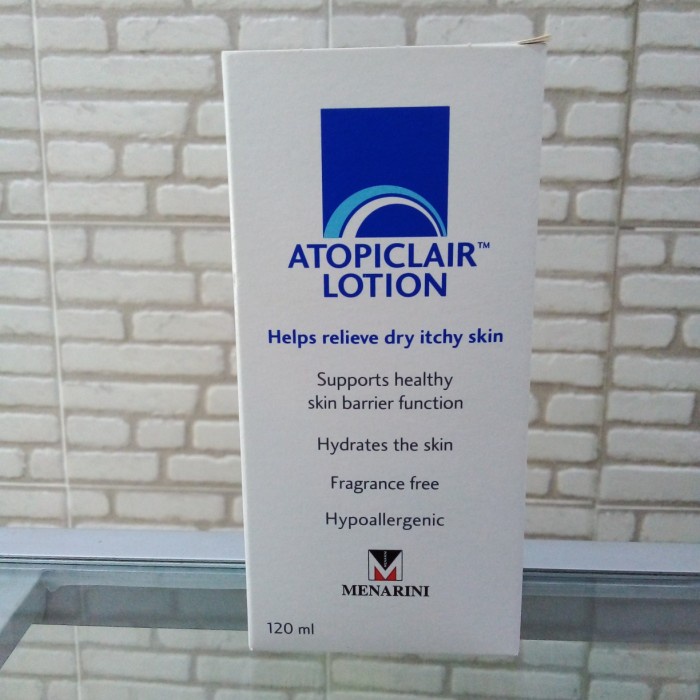 ATOPICLAIR™
LOTION
Helps relieve dry itchy skin
Supports healthy
skin barrier function
Hydrates the skin
Fragrance free
Hypoallergenic
MENARINI
120 ml